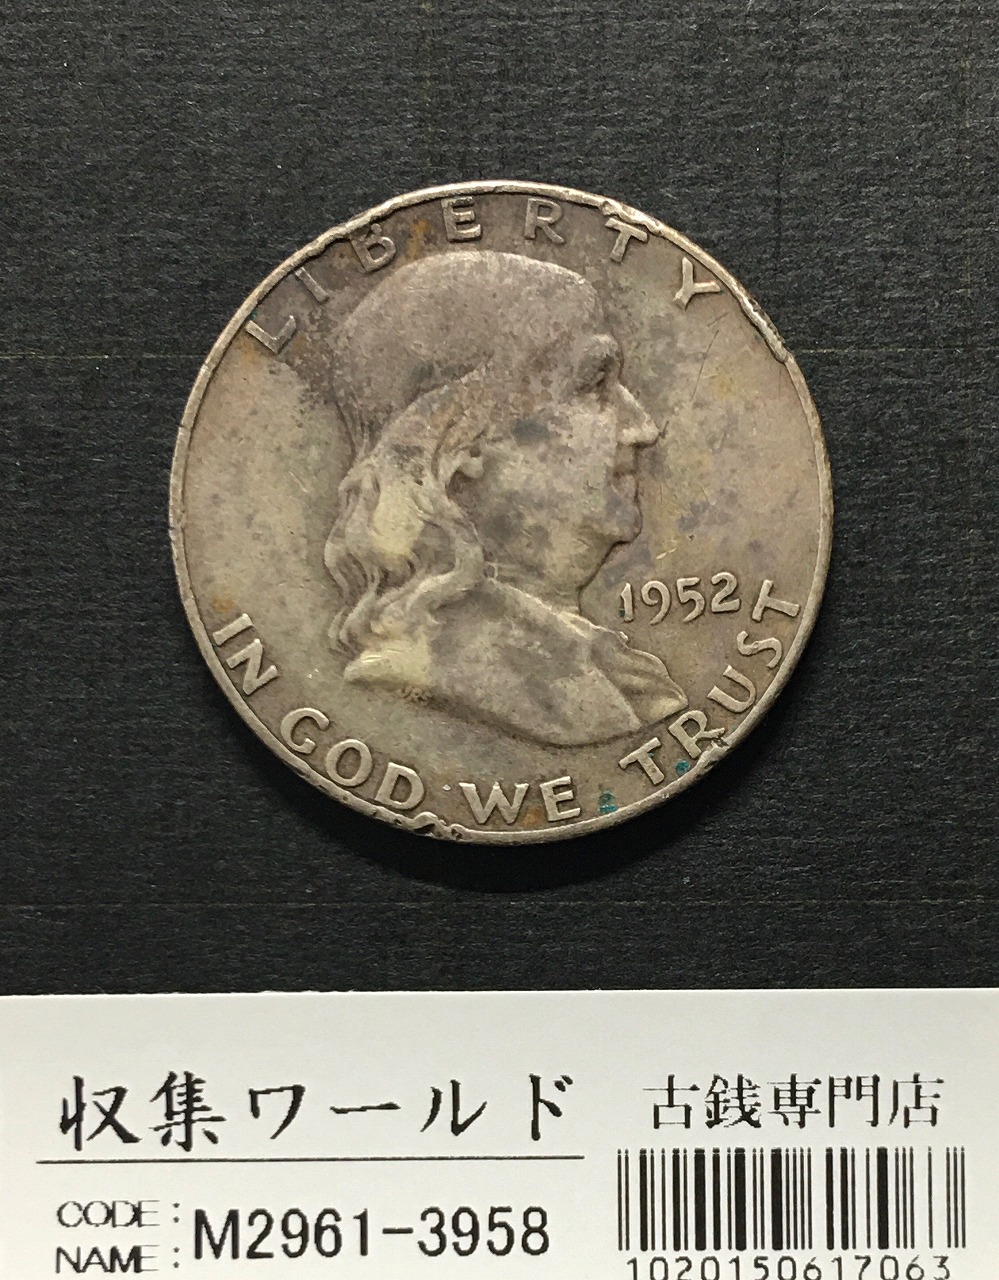 LIBERTY
1952
IN GOD WE TRUST
収集ワールド 古銭専門店
CODE: M2961-3958
NAME:
1020150617063